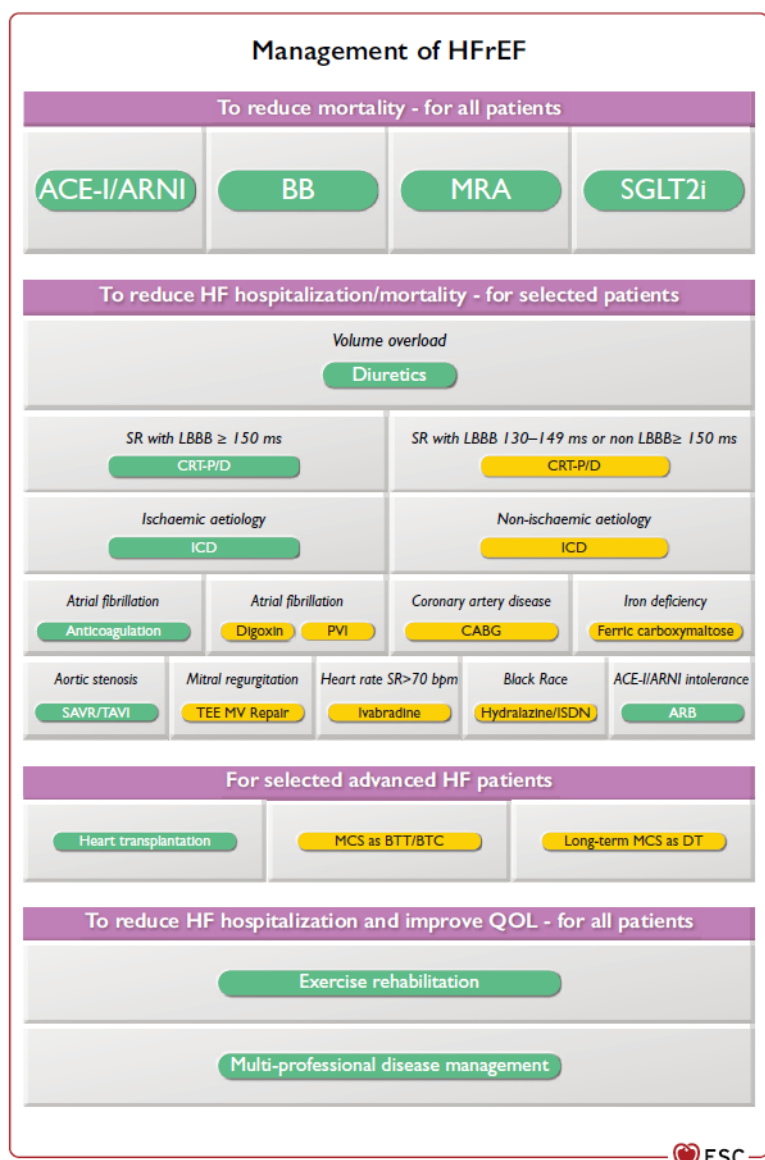 Management of HFrEF
To reduce mortality - for all patients
ACE-I/ARNI BB MRA SGLT2i
To reduce HF hospitalization/mortality - for selected patients
Volume overload
Diuretics
SR with LBBB ≥ 150 ms SR with LBBB 130–149 ms or non LBBB≥ 150 ms
CRT-P/D CRT-P/D
Ischaemic aetiology Non-ischaemic aetiology
ICD ICD
Atrial fibrillation Atrial fibrillation Coronary artery disease Iron deficiency
Anticoagulation Digoxin PVI CABG Ferric carboxymaltose
Aortic stenosis Mitral regurgitation Heart rate SR>70 bpm Black Race ACE-I/ARNI intolerance
SAVR/TAVI TEE MV Repair Ivabradine Hydralazine/ISDN ARB
For selected advanced HF patients
Heart transplantation MCS as BTT/BTC Long-term MCS as DT
To reduce HF hospitalization and improve QOL - for all patients
Exercise rehabilitation
Multi-professional disease management
ESC